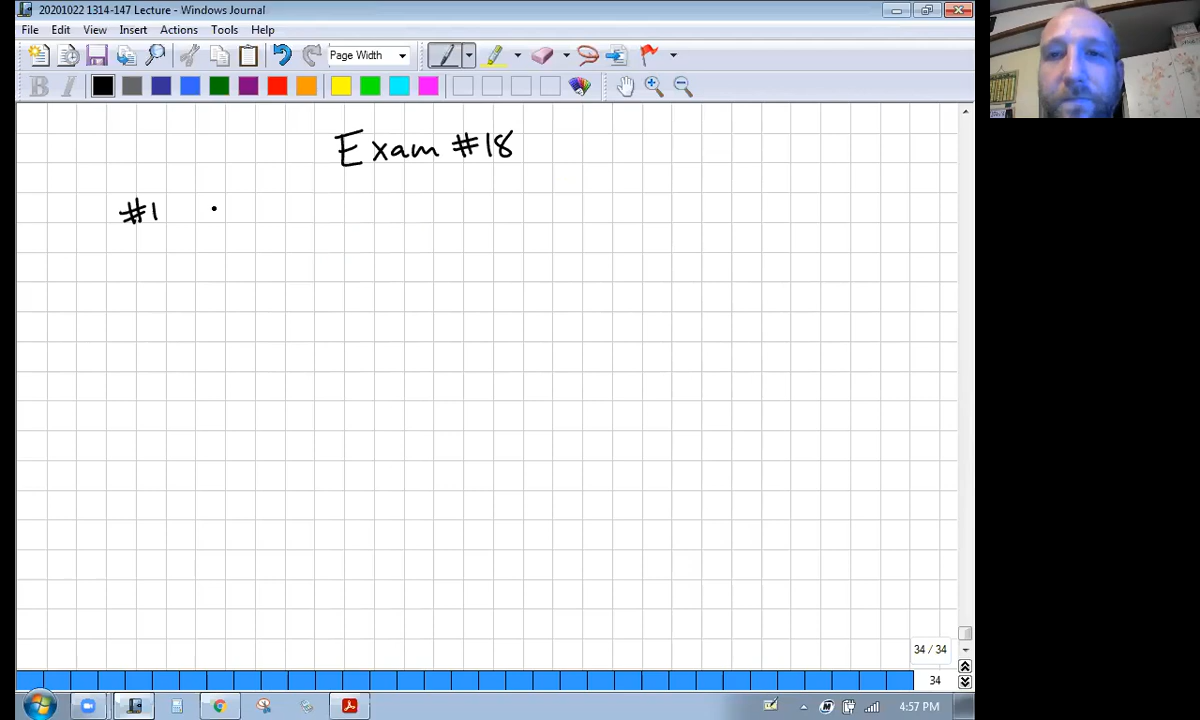 20201022 1314-147 Lecture - Windows Journal
File Edit View Insert Actions Tools Help
Page Width
B I
Exam #18
#1 .
34 / 34
34
4:57 PM